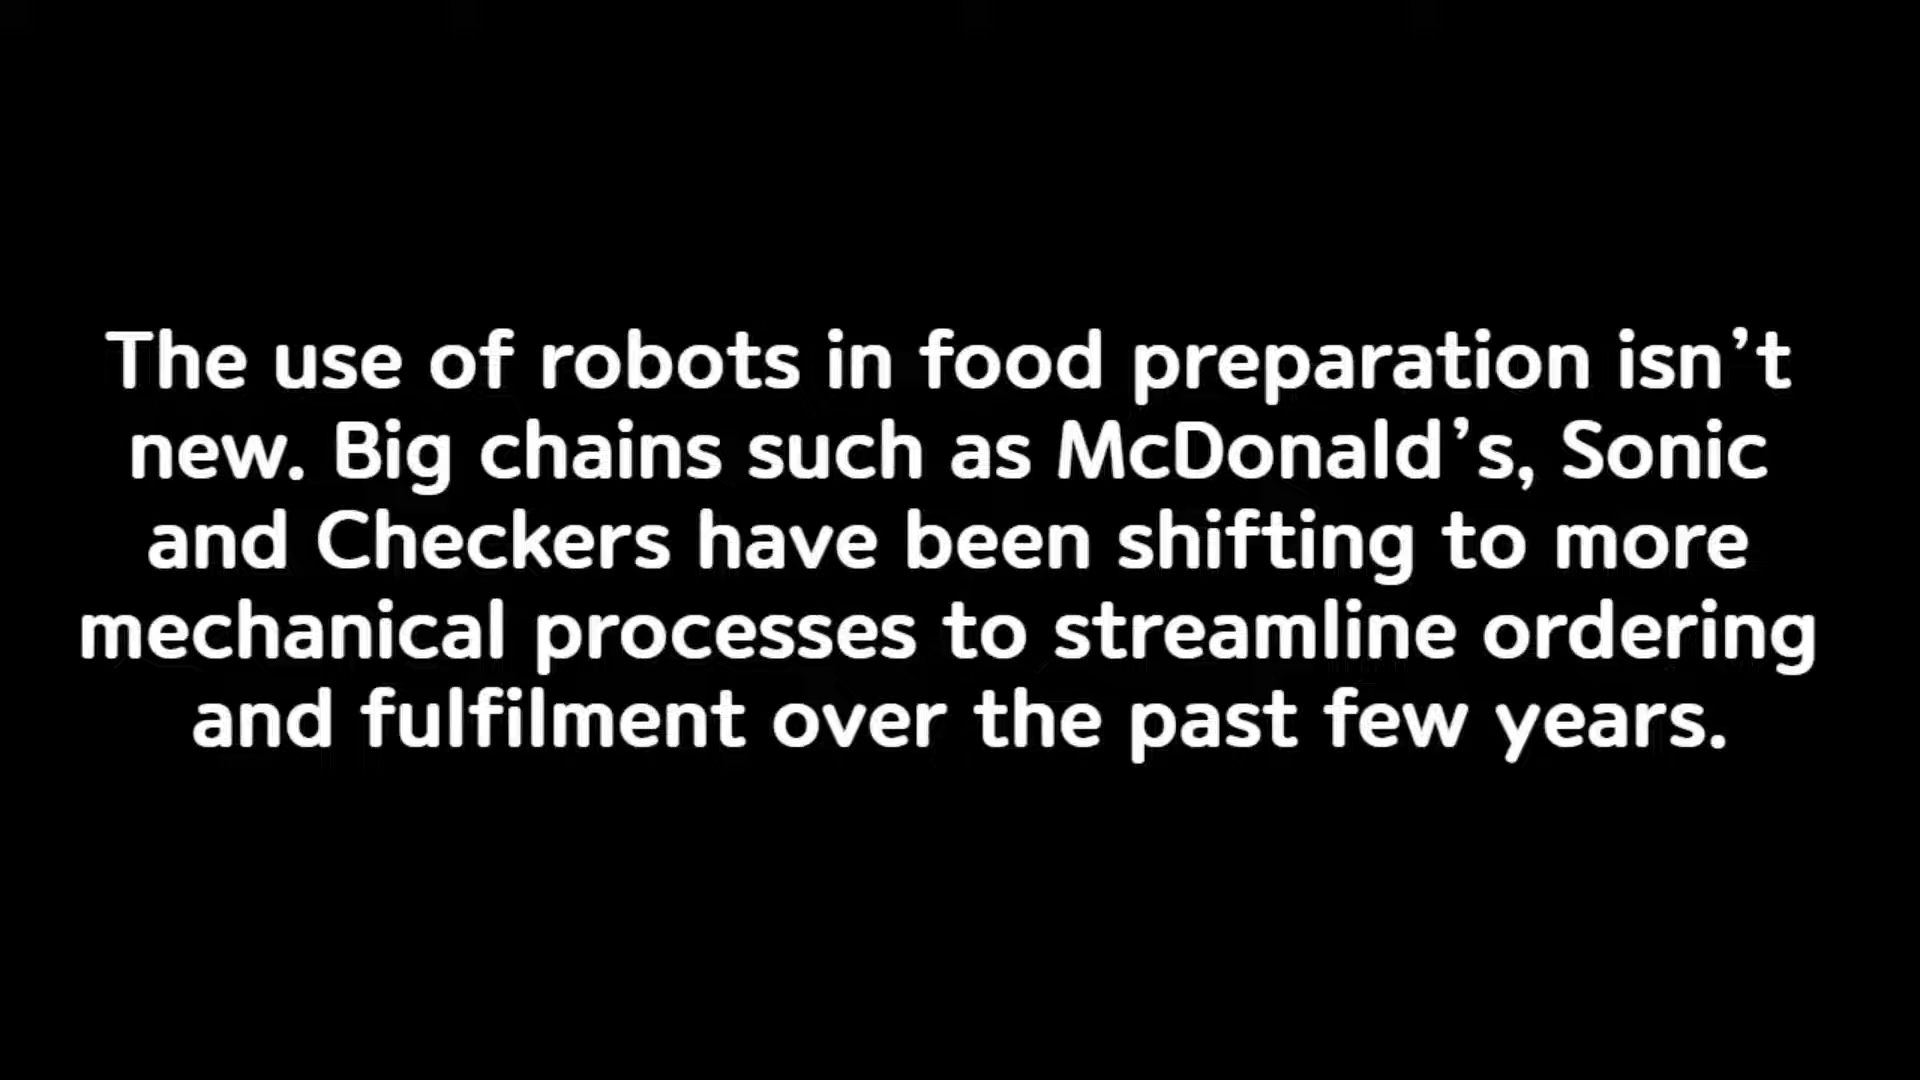 The use of robots in food preparation isn’t
new. Big chains such as McDonald’s, Sonic
and Checkers have been shifting to more
mechanical processes to streamline ordering
and fulfilment over the past few years.